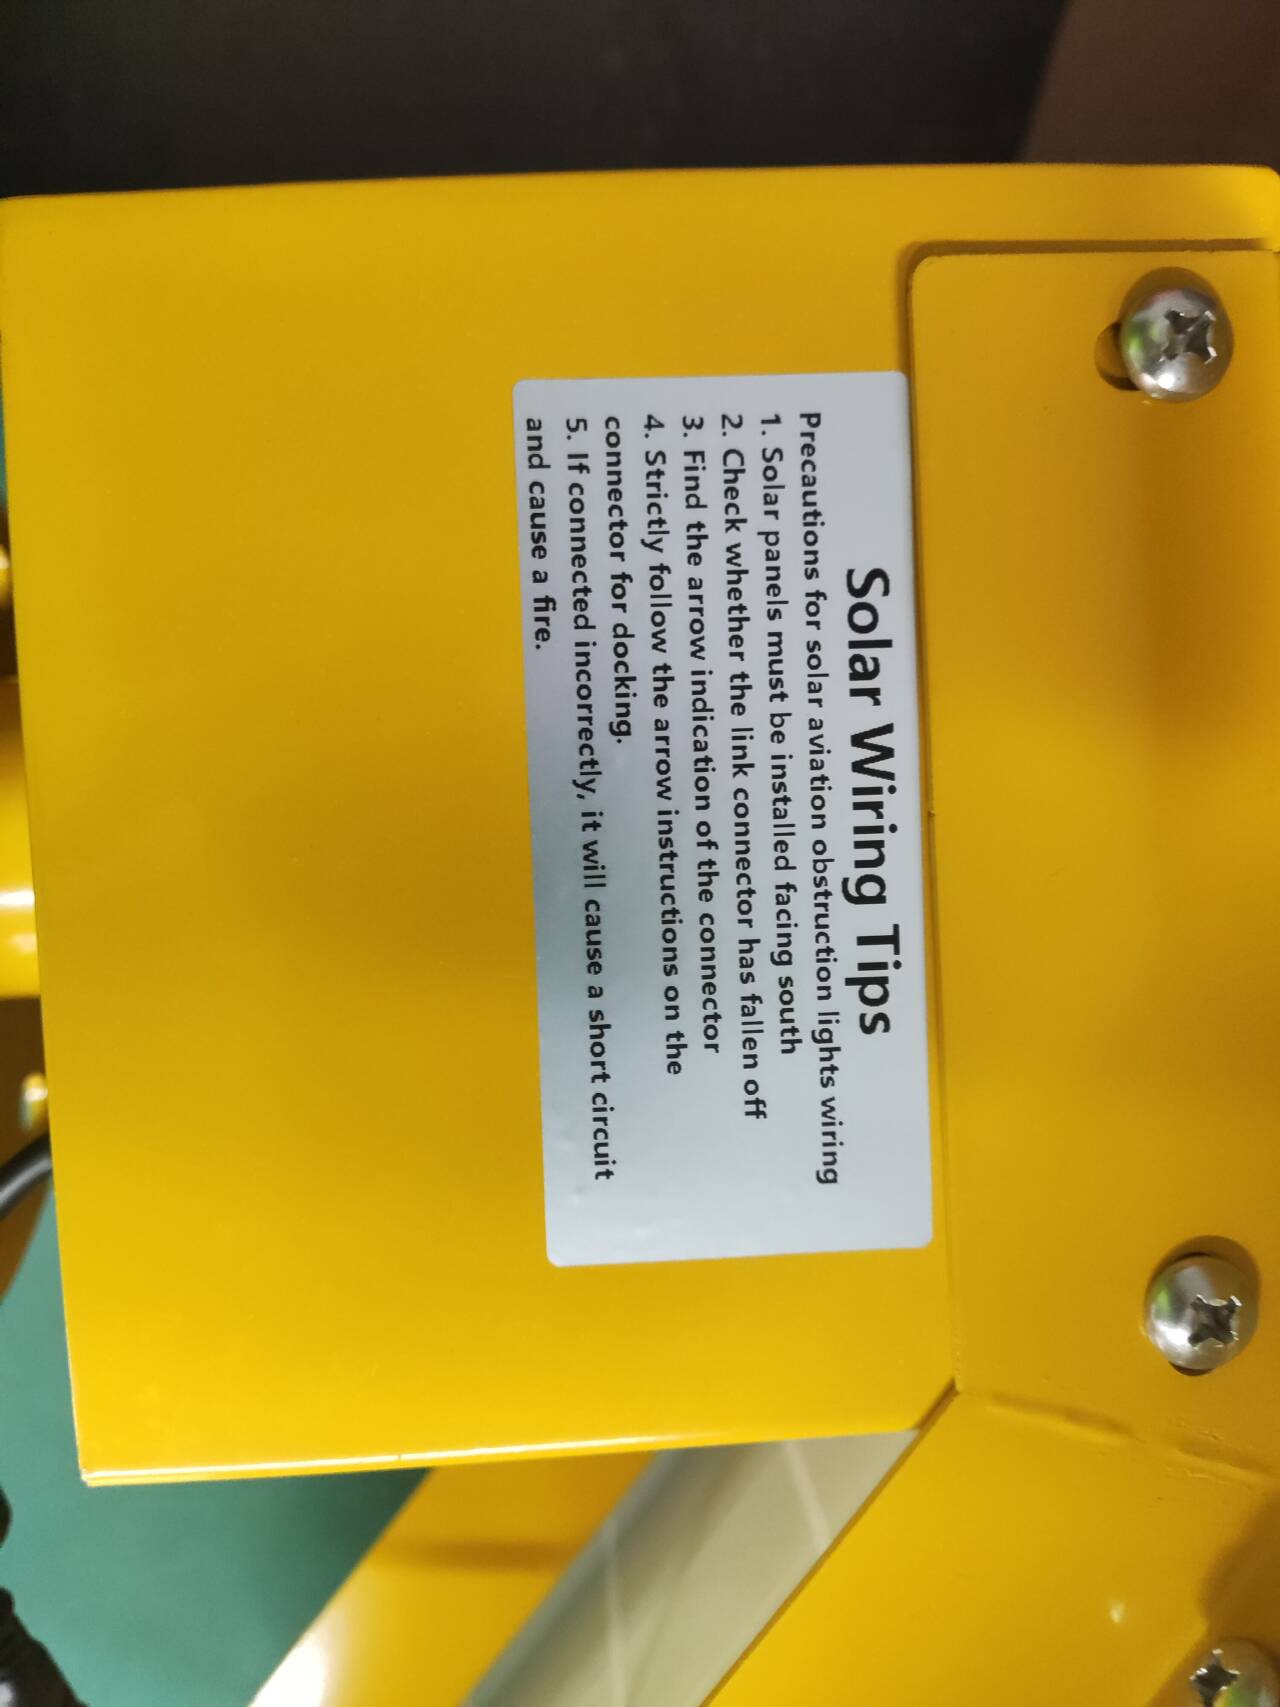 Solar Wiring Tips
Precautions for solar aviation obstruction lights wiring
1. Solar panels must be installed facing south
2. Check whether the link connector has fallen off
3. Find the arrow indication of the connector
4. Strictly follow the arrow instructions on the
connector for docking.
5. If connected incorrectly, it will cause a short circuit
and cause a fire.